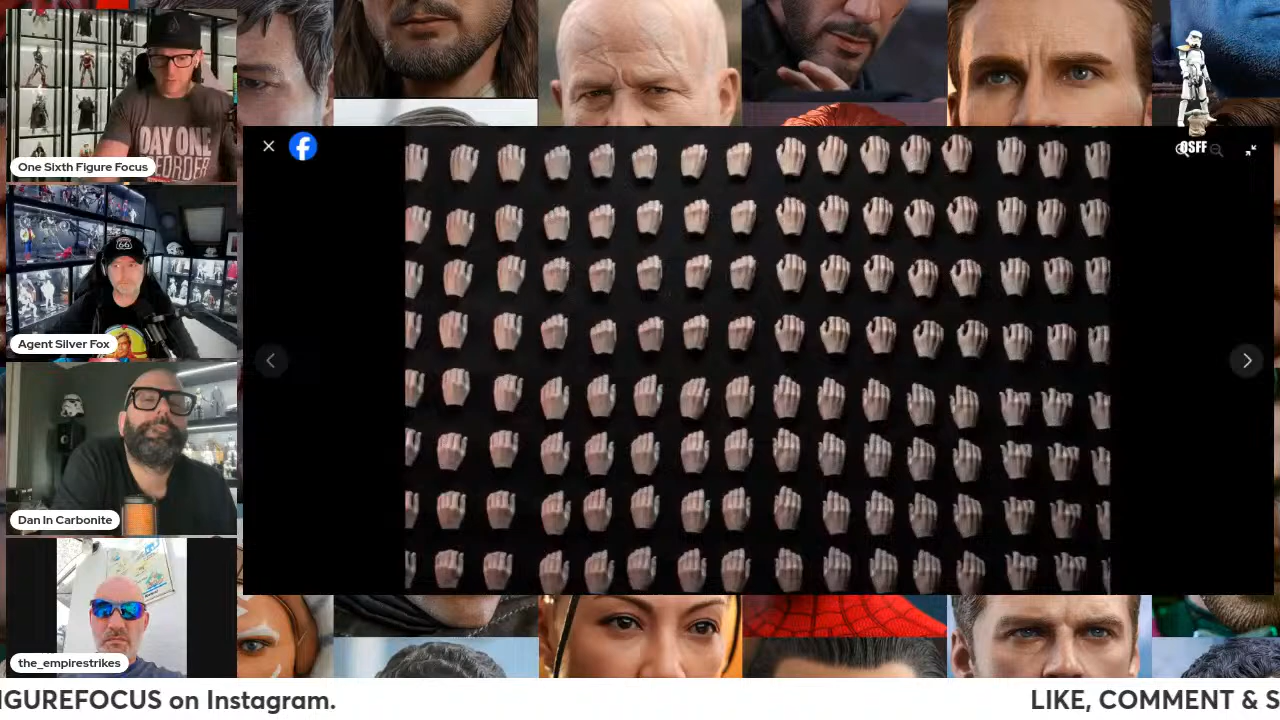 DAY ONE
One Sixth Figure Focus
OSFF
66
Agent Silver Fox
Dan In Carbonite
the_empirestrikes
IGUREFOCUS on Instagram.
LIKE, COMMENT & S